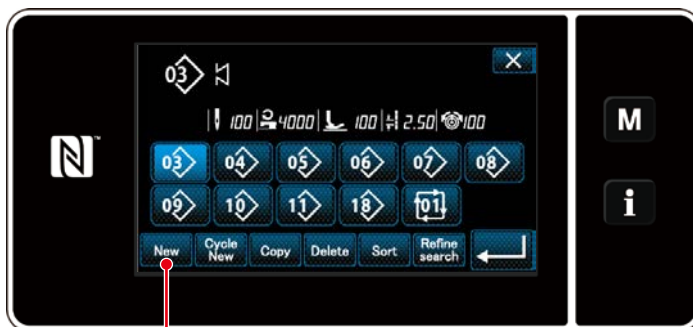 03
100 4000 100 2.50 100
03 04 05 06 07 08
09 10 11 18 01
New Cycle New Copy Delete Sort Refine search
N
M
i